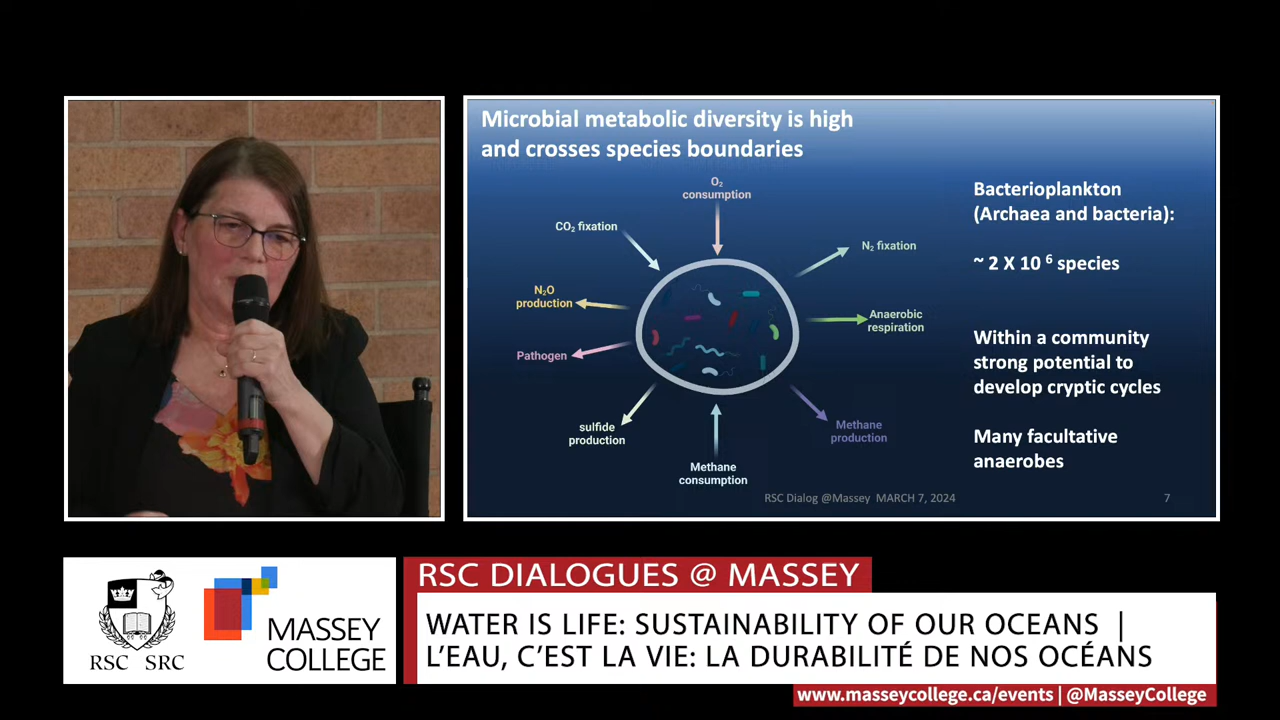 Microbial metabolic diversity is high
and crosses species boundaries
O₂
consumption
CO₂ fixation
N₂ fixation
N₂O
production
Anaerobic
respiration
Pathogen
sulfide
production
Methane
production
Methane
consumption
Bacterioplankton
(Archaea and bacteria):
~ 2 X 10 ⁶ species
Within a community
strong potential to
develop cryptic cycles
Many facultative
anaerobes
RSC Dialog @Massey MARCH 7, 2024
7
RSC SRC
MASSEY
COLLEGE
RSC DIALOGUES @ MASSEY
WATER IS LIFE: SUSTAINABILITY OF OUR OCEANS |
L’EAU, C’EST LA VIE: LA DURABILITÉ DE NOS OCÉANS
www.masseycollege.ca/events | @MasseyCollege